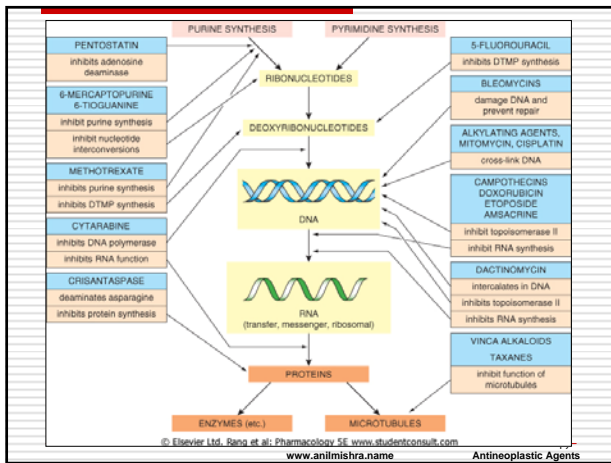 PURINE SYNTHESIS
PYRIMIDINE SYNTHESIS
PENTOSTATIN
inhibits adenosine
deaminase
6-MERCAPTOPURINE
6-TIOGUANINE
inhibit purine synthesis
inhibit nucleotide
interconversions
METHOTREXATE
inhibits purine synthesis
inhibits DTMP synthesis
CYTARABINE
inhibits DNA polymerase
inhibits RNA function
CRISANTASPASE
deaminates asparagine
inhibits protein synthesis
RIBONUCLEOTIDES
DEOXYRIBONUCLEOTIDES
DNA
RNA
(transfer, messenger, ribosomal)
PROTEINS
ENZYMES (etc.)
MICROTUBULES
5-FLUOROURACIL
inhibits DTMP synthesis
BLEOMYCINS
damage DNA and
prevent repair
ALKYLATING AGENTS,
MITOMYCIN, CISPLATIN
cross-link DNA
CAMPOTHECINS
DOXORUBICIN
ETOPOSIDE
AMSACRINE
inhibit topoisomerase II
inhibit RNA synthesis
DACTINOMYCIN
intercalates in DNA
inhibits topoisomerase II
inhibits RNA synthesis
VINCA ALKALOIDS
TAXANES
inhibit function of
microtubules
© Elsevier Ltd. Rang et al: Pharmacology 5E www.studentconsult.com
www.anilmishra.name
Antineoplastic Agents